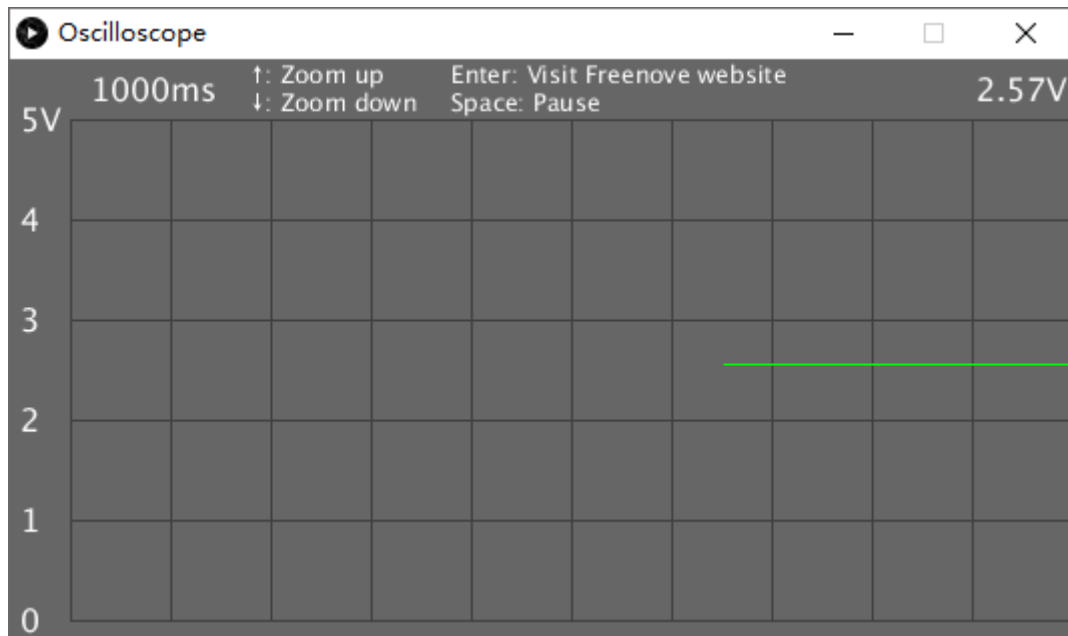 Oscilloscope
1000ms
↑: Zoom up
↓: Zoom down
Enter: Visit Freenove website
Space: Pause
2.57V
5V
4
3
2
1
0